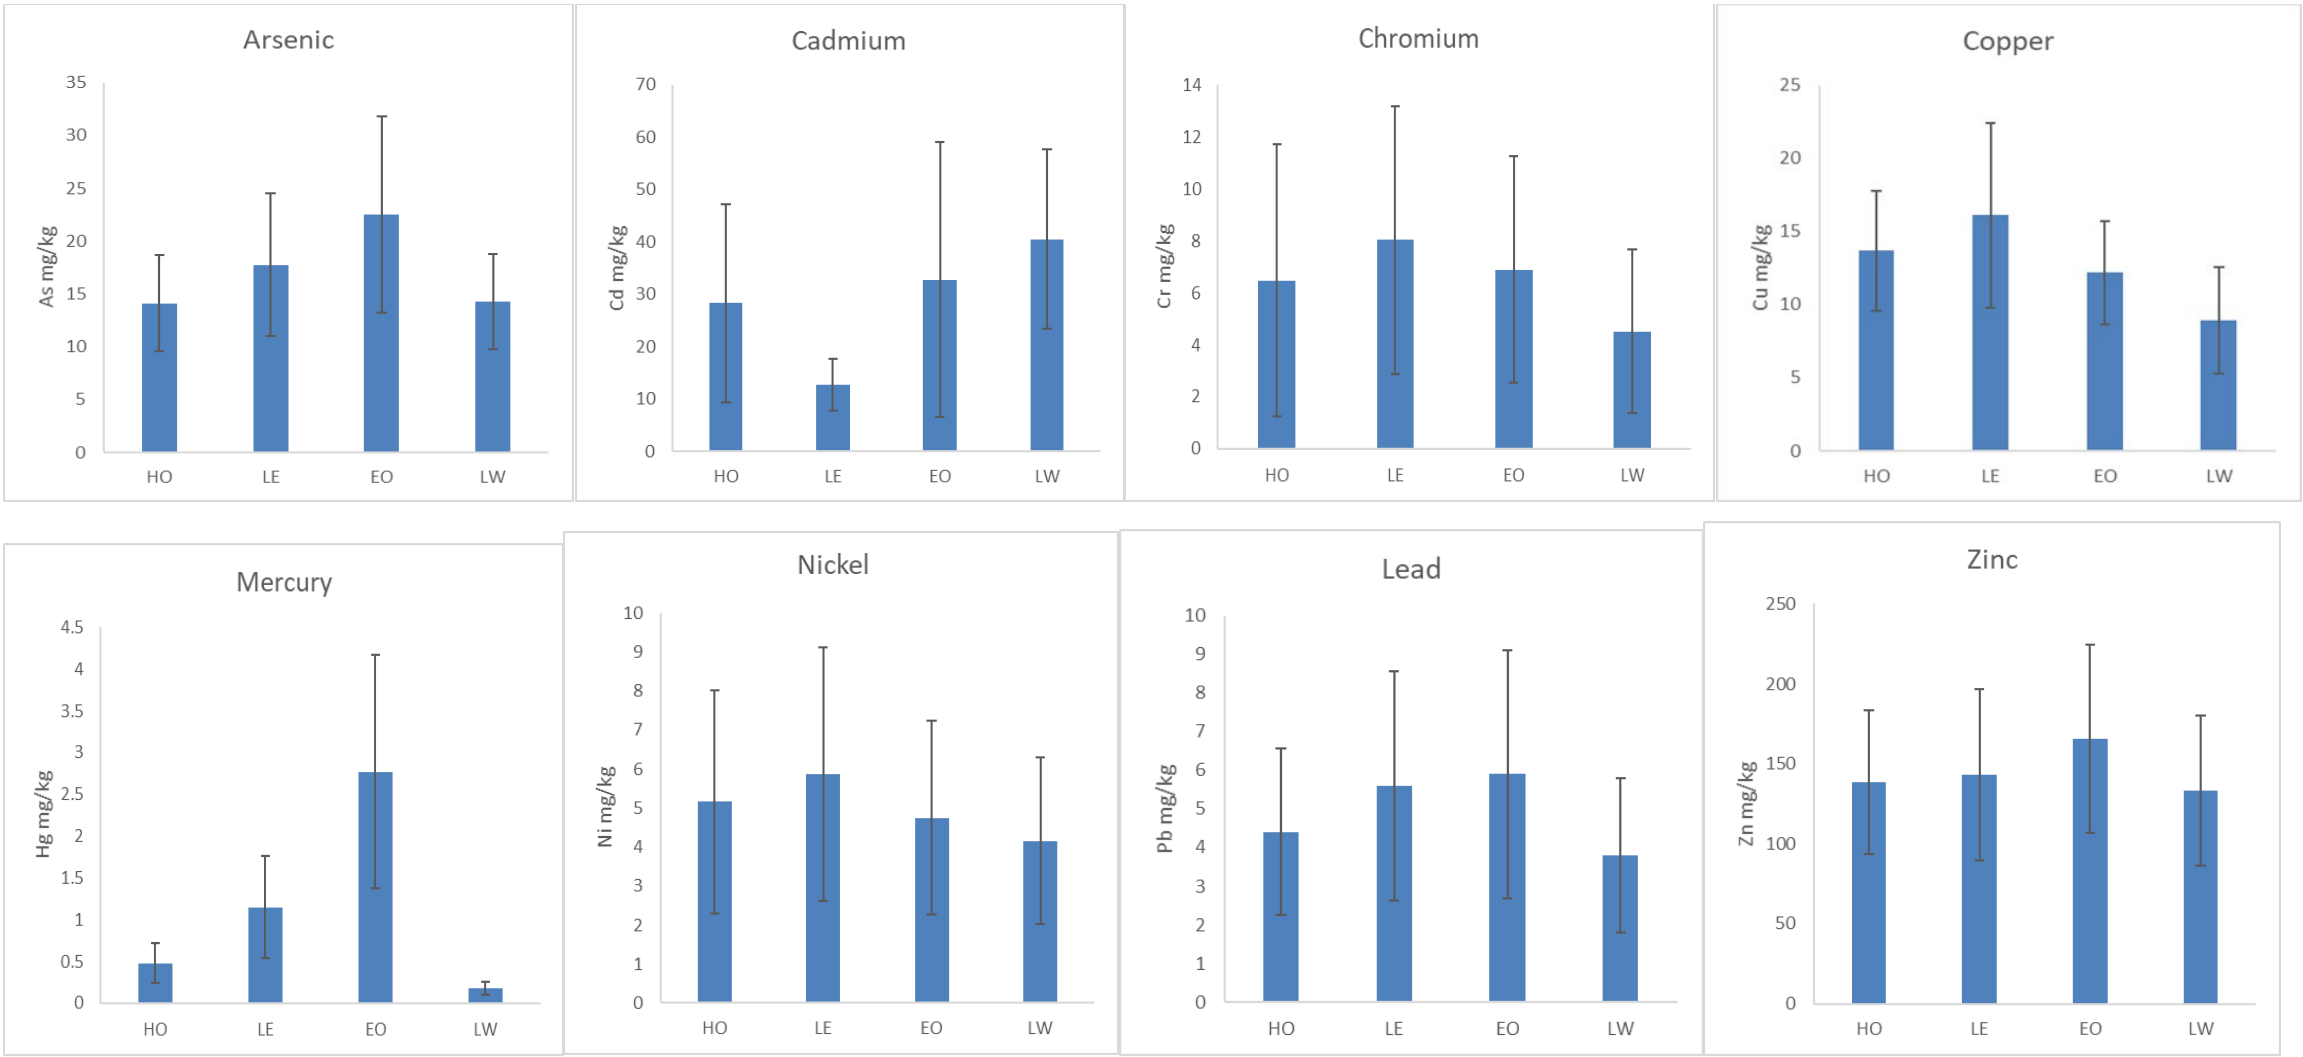 Arsenic
As mg/kg
35
30
25
20
15
10
5
0
HO LE EO LW
Cadmium
Cd mg/kg
70
60
50
40
30
20
10
0
HO LE EO LW
Chromium
Cr mg/kg
14
12
10
8
6
4
2
0
HO LE EO LW
Copper
Cu mg/kg
25
20
15
10
5
0
HO LE EO LW
Mercury
Hg mg/kg
4.5
4
3.5
3
2.5
2
1.5
1
0.5
0
HO LE EO LW
Nickel
Ni mg/kg
10
9
8
7
6
5
4
3
2
1
0
HO LE EO LW
Lead
Pb mg/kg
10
9
8
7
6
5
4
3
2
1
0
HO LE EO LW
Zinc
Zn mg/kg
250
200
150
100
50
0
HO LE EO LW